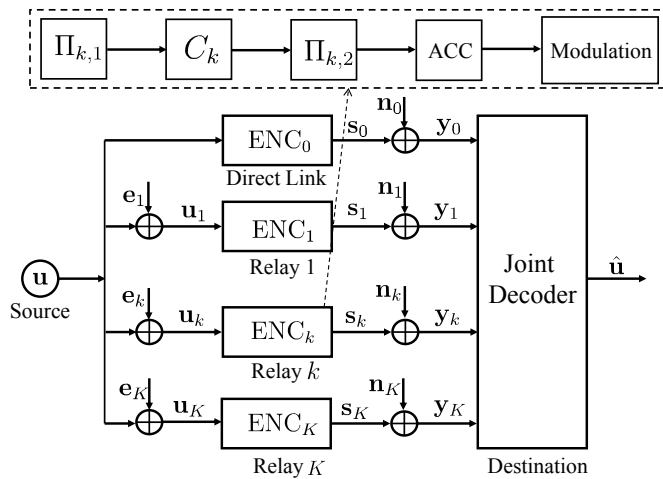 Π_{k,1} C_k Π_{k,2} ACC Modulation
n_0
ENC_0 s_0 y_0
Direct Link
e_1 n_1
u_1 ENC_1 s_1 y_1
Relay 1
u
Source
Joint
Decoder
û
e_k n_k
u_k ENC_k s_k y_k
Relay k
e_K n_K
u_K ENC_K s_K y_K
Relay K
Destination